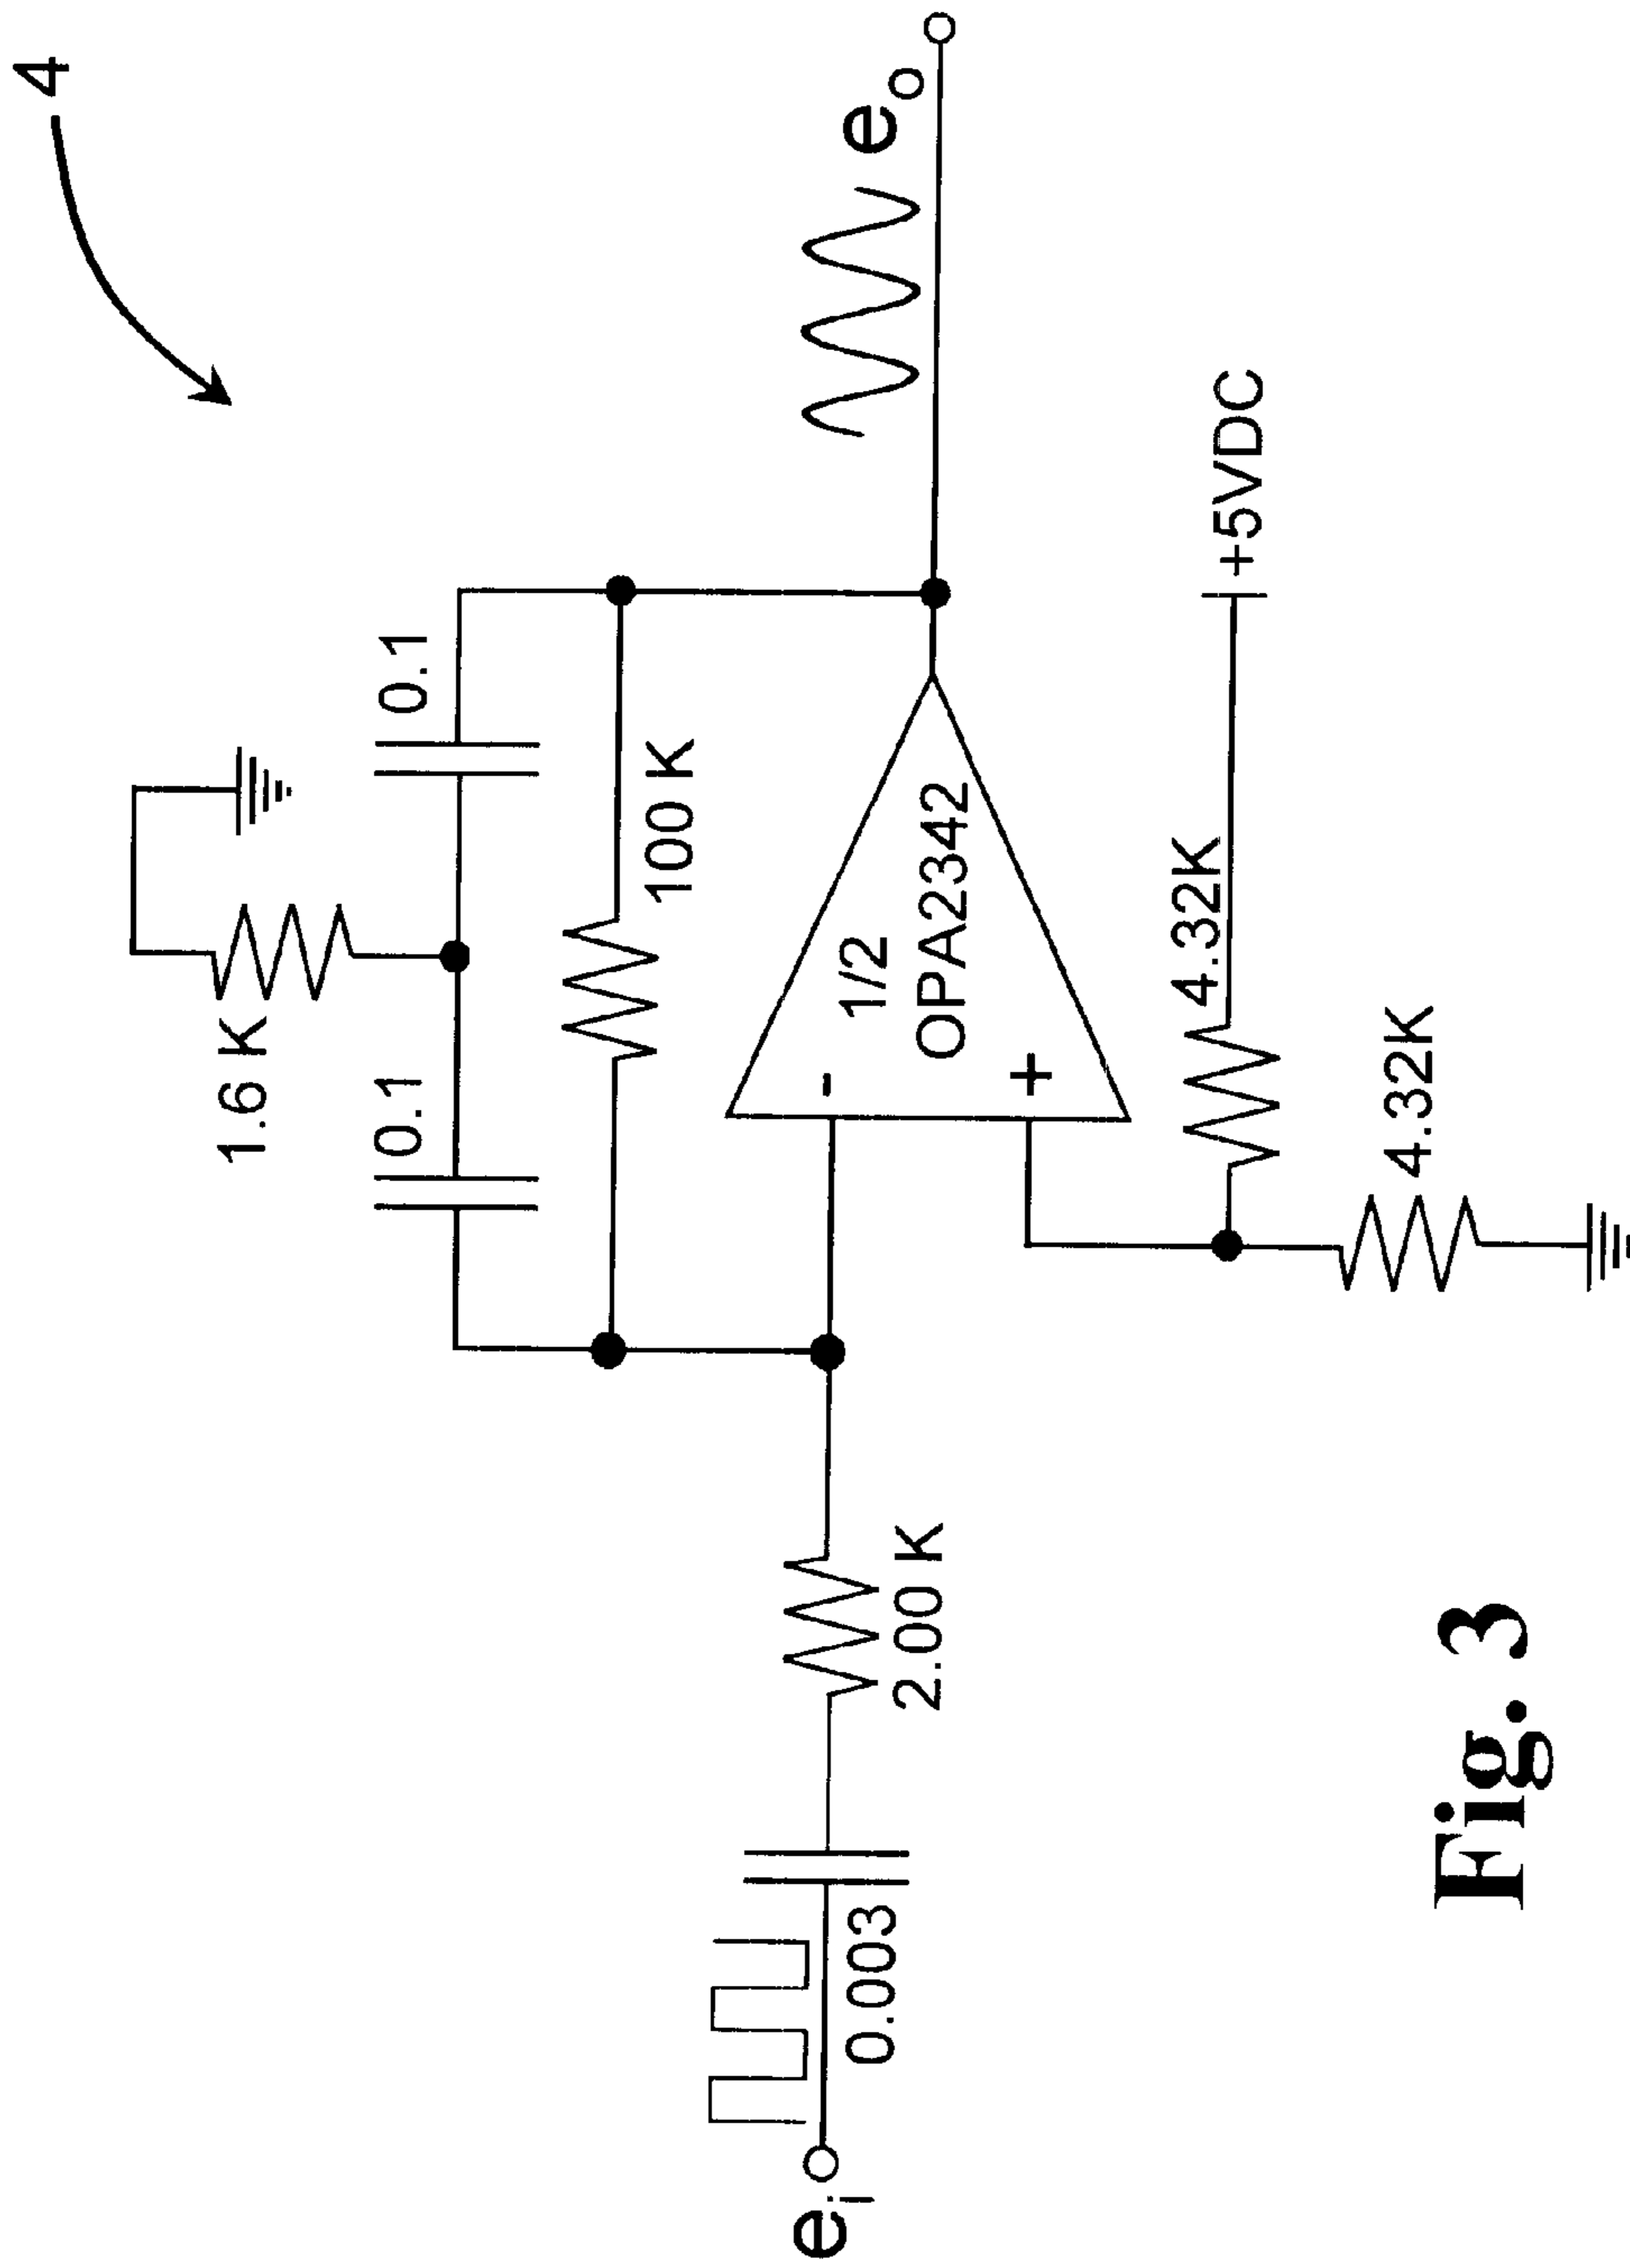 4
1.6 K
0.1
0.1
100 K
1/2
OPA2342
-
+
e_i
0.003
2.00 K
e_o
4.32K
+5VDC
4.32K
Fig. 3